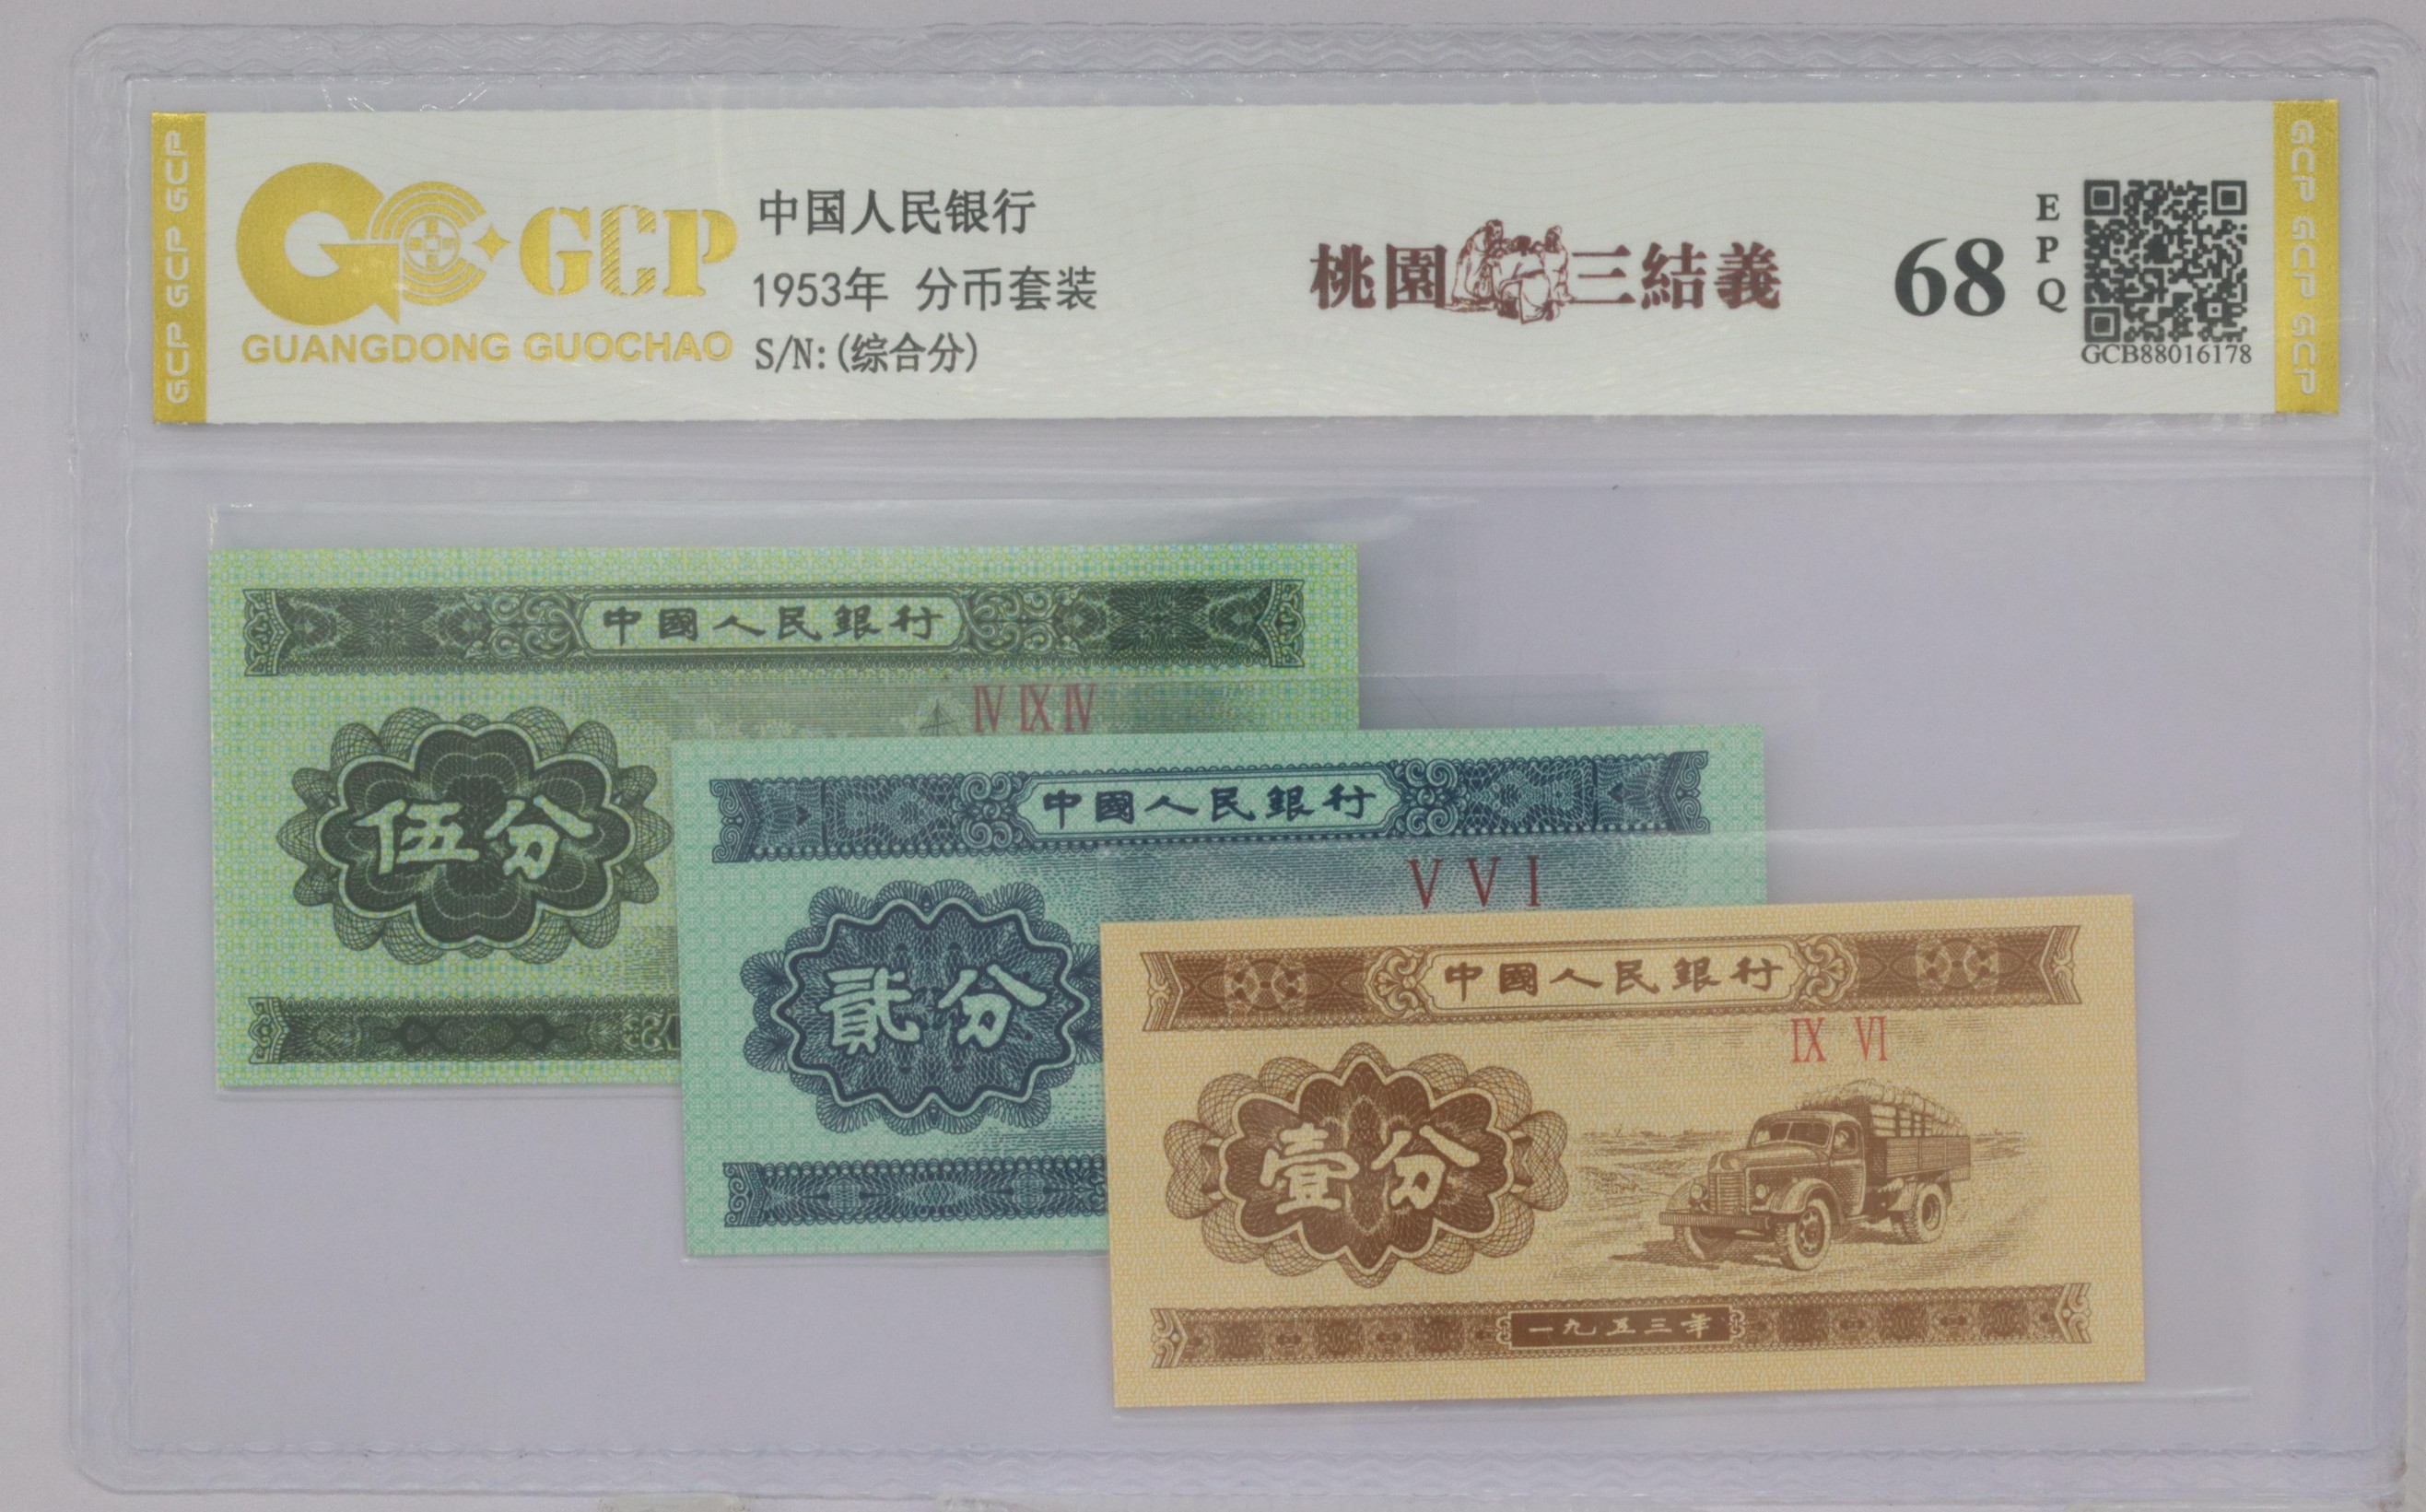 GCP GCP GCP
GCP
GUANGDONG GUOCHAO
中国人民银行
1953年 分币套装
S/N:(综合分)
桃園三結義
68
EPQ
GCB88016178
GCP GCP GCP GCP
中國人民銀行
IV IX IV
伍分
中國人民銀行
V V I
貳分
中國人民銀行
IX VI
壹分
一九五三年